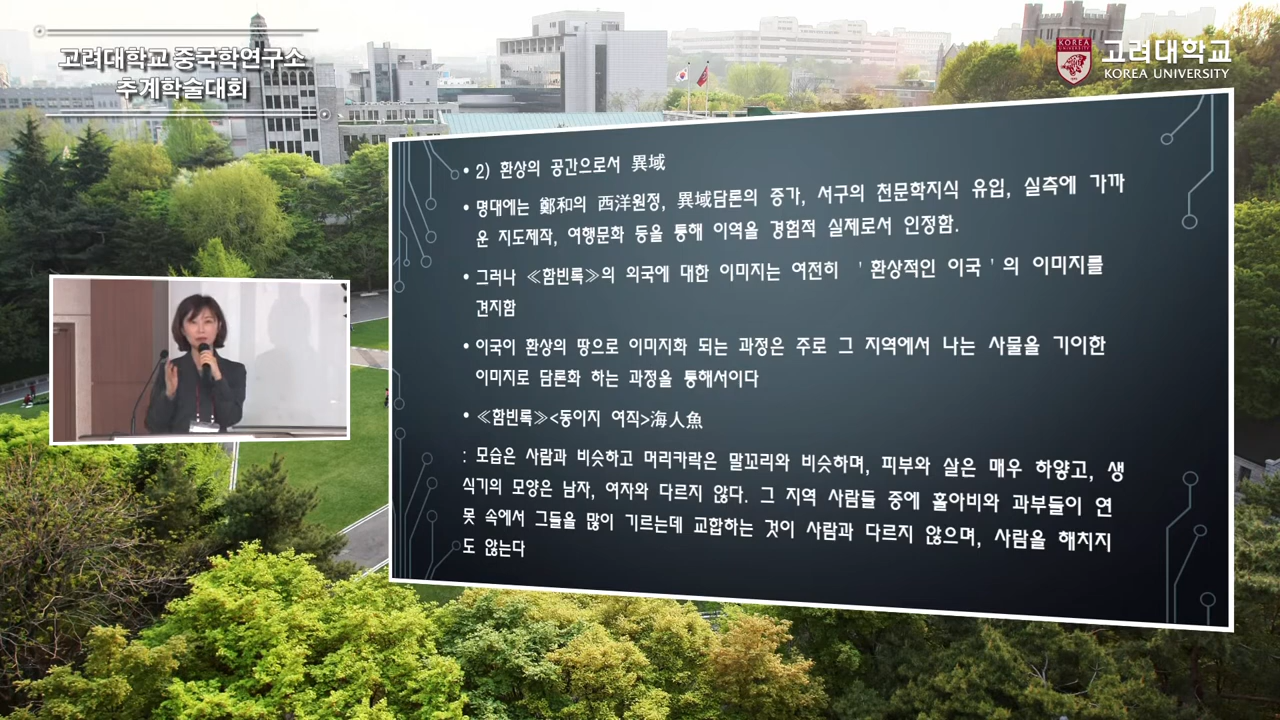 고려대학교 중국학연구소
추계학술대회
KOREA
UNIVERSITY
고려대학교
KOREA UNIVERSITY
• 2) 환상의 공간으로서 異域
• 명대에는 鄭和의 西洋원정, 異域담론의 증가, 서구의 천문학지식 유입, 실측에 가까
운 지도제작, 여행문화 등을 통해 이역을 경험적 실제로서 인정함.
• 그러나 ≪함빈록≫의 외국에 대한 이미지는 여전히 '환상적인 이국'의 이미지를
견지함
• 이국이 환상의 땅으로 이미지화 되는 과정은 주로 그 지역에서 나는 사물을 기이한
이미지로 담론화 하는 과정을 통해서이다
• ≪함빈록≫<동이지 여직>海人魚
: 모습은 사람과 비슷하고 머리카락은 말꼬리와 비슷하며, 피부와 살은 매우 하얗고, 생
식기의 모양은 남자, 여자와 다르지 않다. 그 지역 사람들 중에 홀아비와 과부들이 연
못 속에서 그들을 많이 기르는데 교합하는 것이 사람과 다르지 않으며, 사람을 해치지
도 않는다